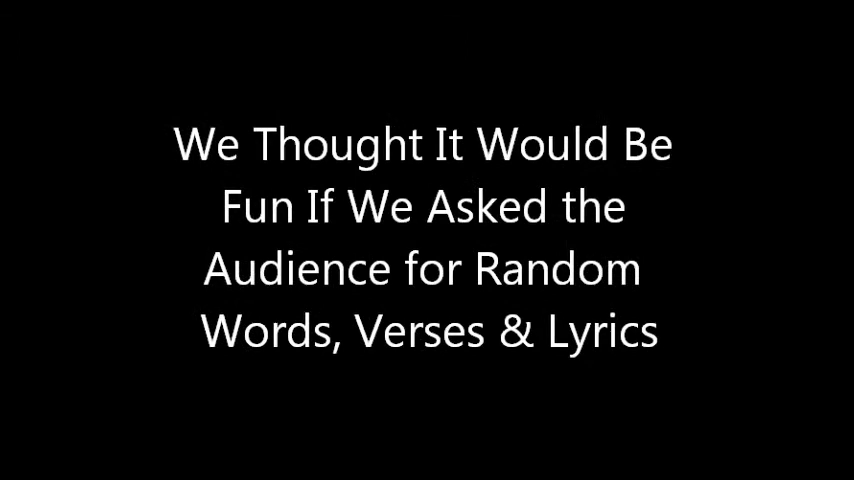 We Thought It Would Be
Fun If We Asked the
Audience for Random
Words, Verses & Lyrics